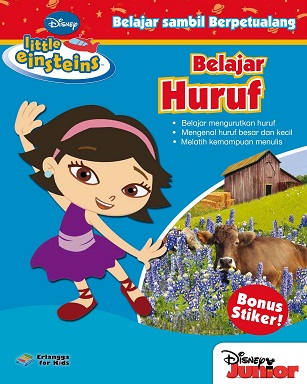 Disney
little
einsteins
Belajar sambil Berpetualang
Belajar
Huruf
• Belajar mengurutkan huruf
• Mengenal huruf besar dan kecil
• Melatih kemampuan menulis
Bonus
Stiker!
Erlangga
for Kids
Disney
Junior